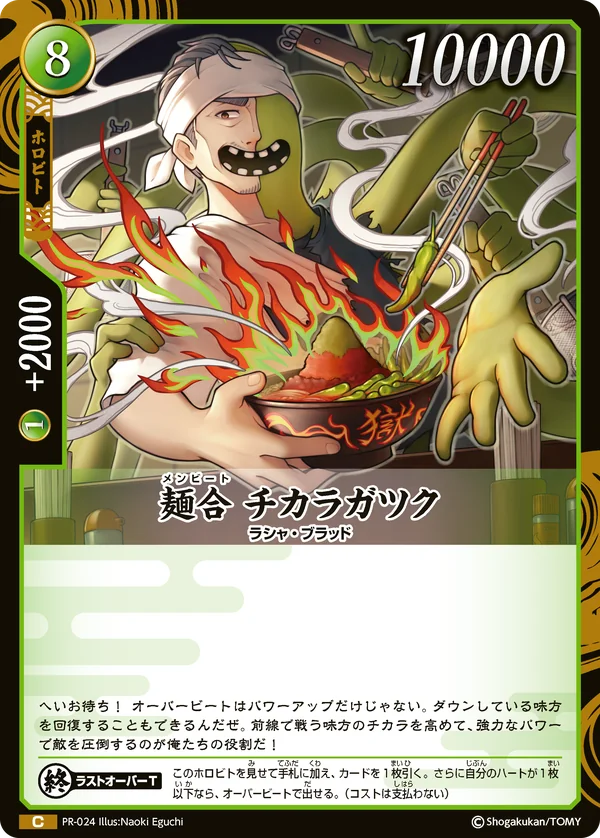 8
10000
ホロビト
+2000
1
獄
メンビート
麺合 チカラガツク
ラシャ・ブラッド
へいお待ち! オーバービートはパワーアップだけじゃない。ダウンしている味方
を回復することもできるんだぜ。前線で戦う味方のチカラを高めて、強力なパワー
で敵を圧倒するのが俺たちの役割だ!
終 ラストオーバーT
このホロビトを見せて手札に加え、カードを1枚引く。さらに自分のハートが1枚
以下なら、オーバービートで出せる。(コストは支払わない)
C PR-024 Illus:Naoki Eguchi
©Shogakukan/TOMY